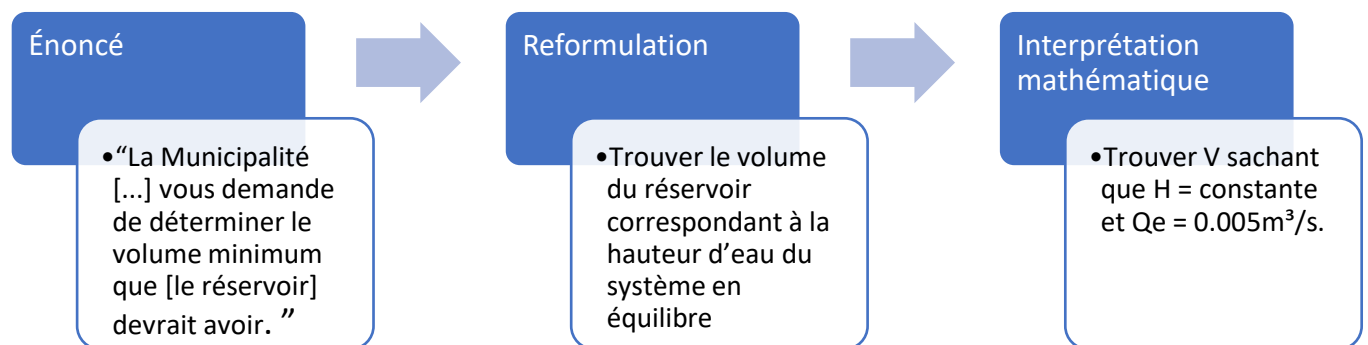 Énoncé
•“La Municipalité
[...] vous demande
de déterminer le
volume minimum
que [le réservoir]
devrait avoir. ”
Reformulation
•Trouver le volume
du réservoir
correspondant à la
hauteur d’eau du
système en
équilibre
Interprétation
mathématique
•Trouver V sachant
que H = constante
et Qe = 0.005m³/s.